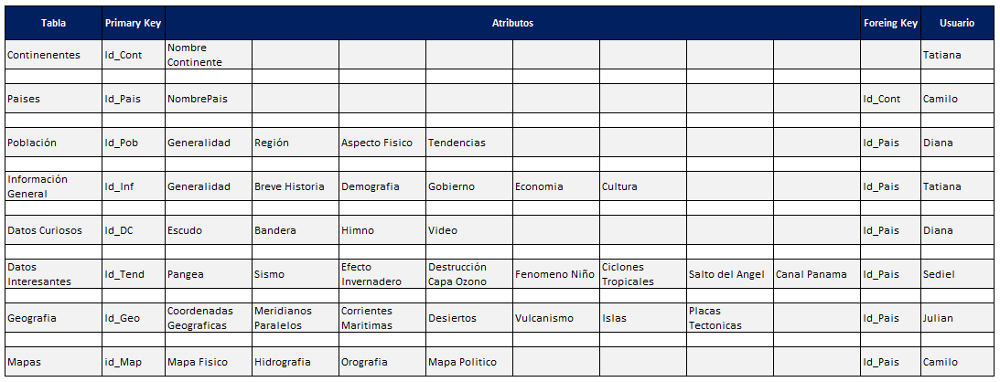 Tabla Primary Key Atributos Foreing Key Usuario
Continenentes Id_Cont Nombre Continente Tatiana
Paises Id_Pais NombrePais Id_Cont Camilo
Población Id_Pob Generalidad Región Aspecto Fisico Tendencias Id_Pais Diana
Información General Id_Inf Generalidad Breve Historia Demografia Gobierno Economia Cultura Id_Pais Tatiana
Datos Curiosos Id_DC Escudo Bandera Himno Video Id_Pais Diana
Datos Interesantes Id_Tend Pangea Sismo Efecto Invernadero Destrucción Capa Ozono Fenomeno Niño Ciclones Tropicales Salto del Angel Canal Panama Id_Pais Sediel
Geografia Id_Geo Coordenadas Geograficas Meridianos Paralelos Corrientes Maritimas Desiertos Vulcanismo Islas Placas Tectonicas Id_Pais Julian
Mapas id_Map Mapa Fisico Hidrografia Orografia Mapa Politico Id_Pais Camilo